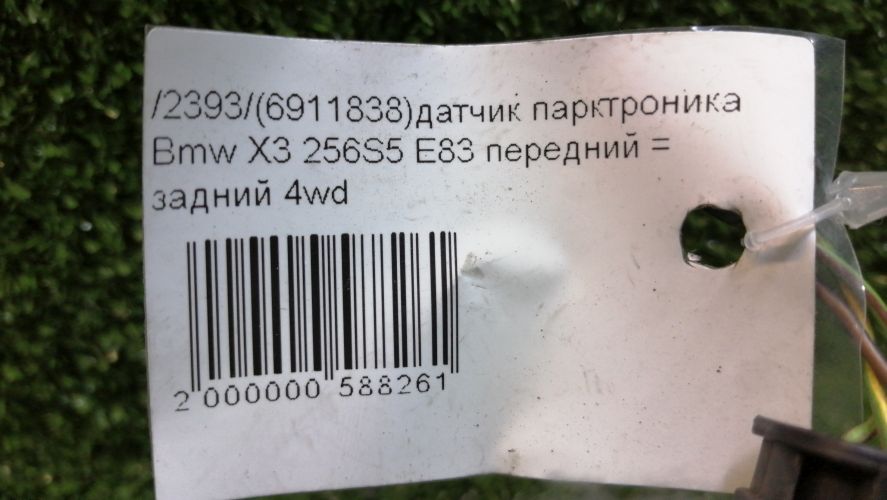 /2393/(6911838)датчик парктроника
Bmw X3 256S5 E83 передний =
задний 4wd
2 000000 588261